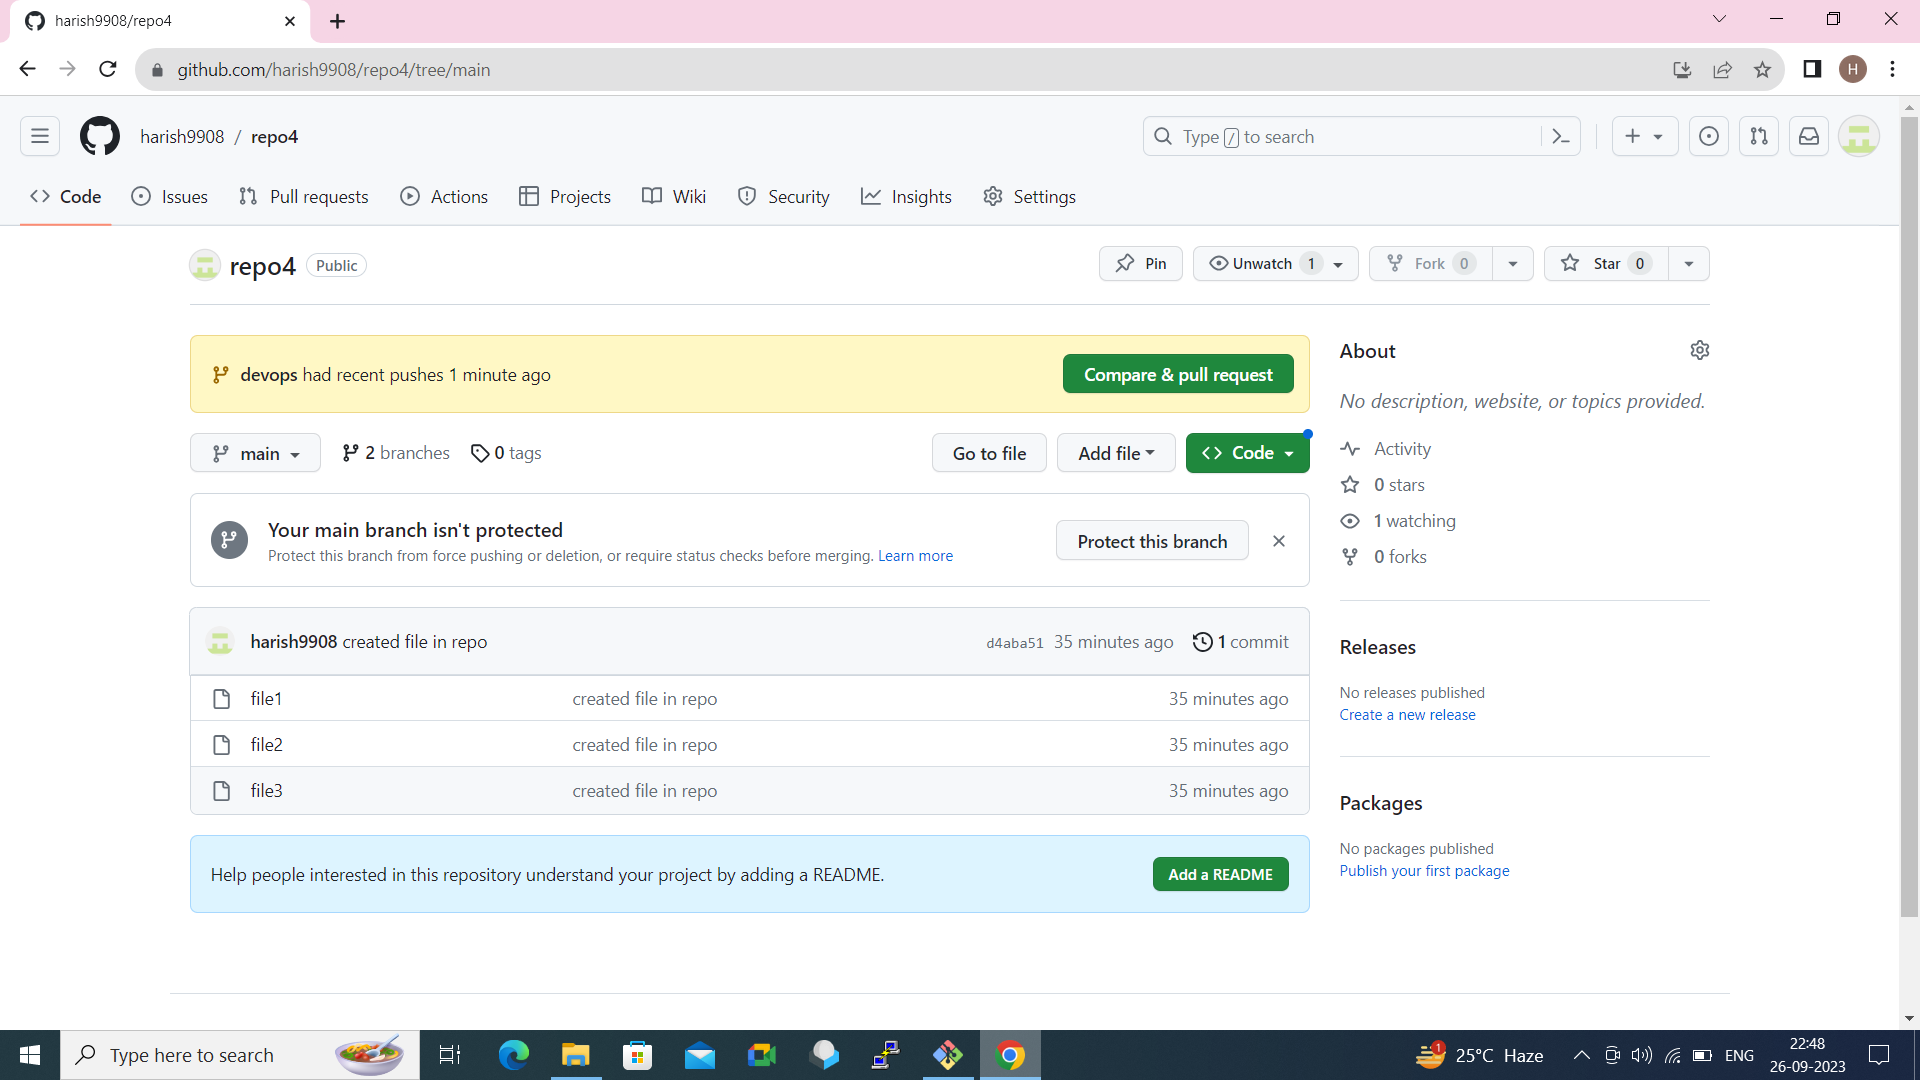 harish9908/repo4
github.com/harish9908/repo4/tree/main
H
harish9908 / repo4
Type / to search
Code Issues Pull requests Actions Projects Wiki Security Insights Settings
repo4 Public
Pin Unwatch 1 Fork 0 Star 0
devops had recent pushes 1 minute ago
Compare & pull request
main 2 branches 0 tags
Go to file Add file Code
Your main branch isn't protected
Protect this branch from force pushing or deletion, or require status checks before merging. Learn more
Protect this branch
harish9908 created file in repo d4aba51 35 minutes ago 1 commit
file1 created file in repo 35 minutes ago
file2 created file in repo 35 minutes ago
file3 created file in repo 35 minutes ago
Help people interested in this repository understand your project by adding a README.
Add a README
About
No description, website, or topics provided.
Activity
0 stars
1 watching
0 forks
Releases
No releases published
Create a new release
Packages
No packages published
Publish your first package
Type here to search
1
25°C Haze
ENG
22:48
26-09-2023